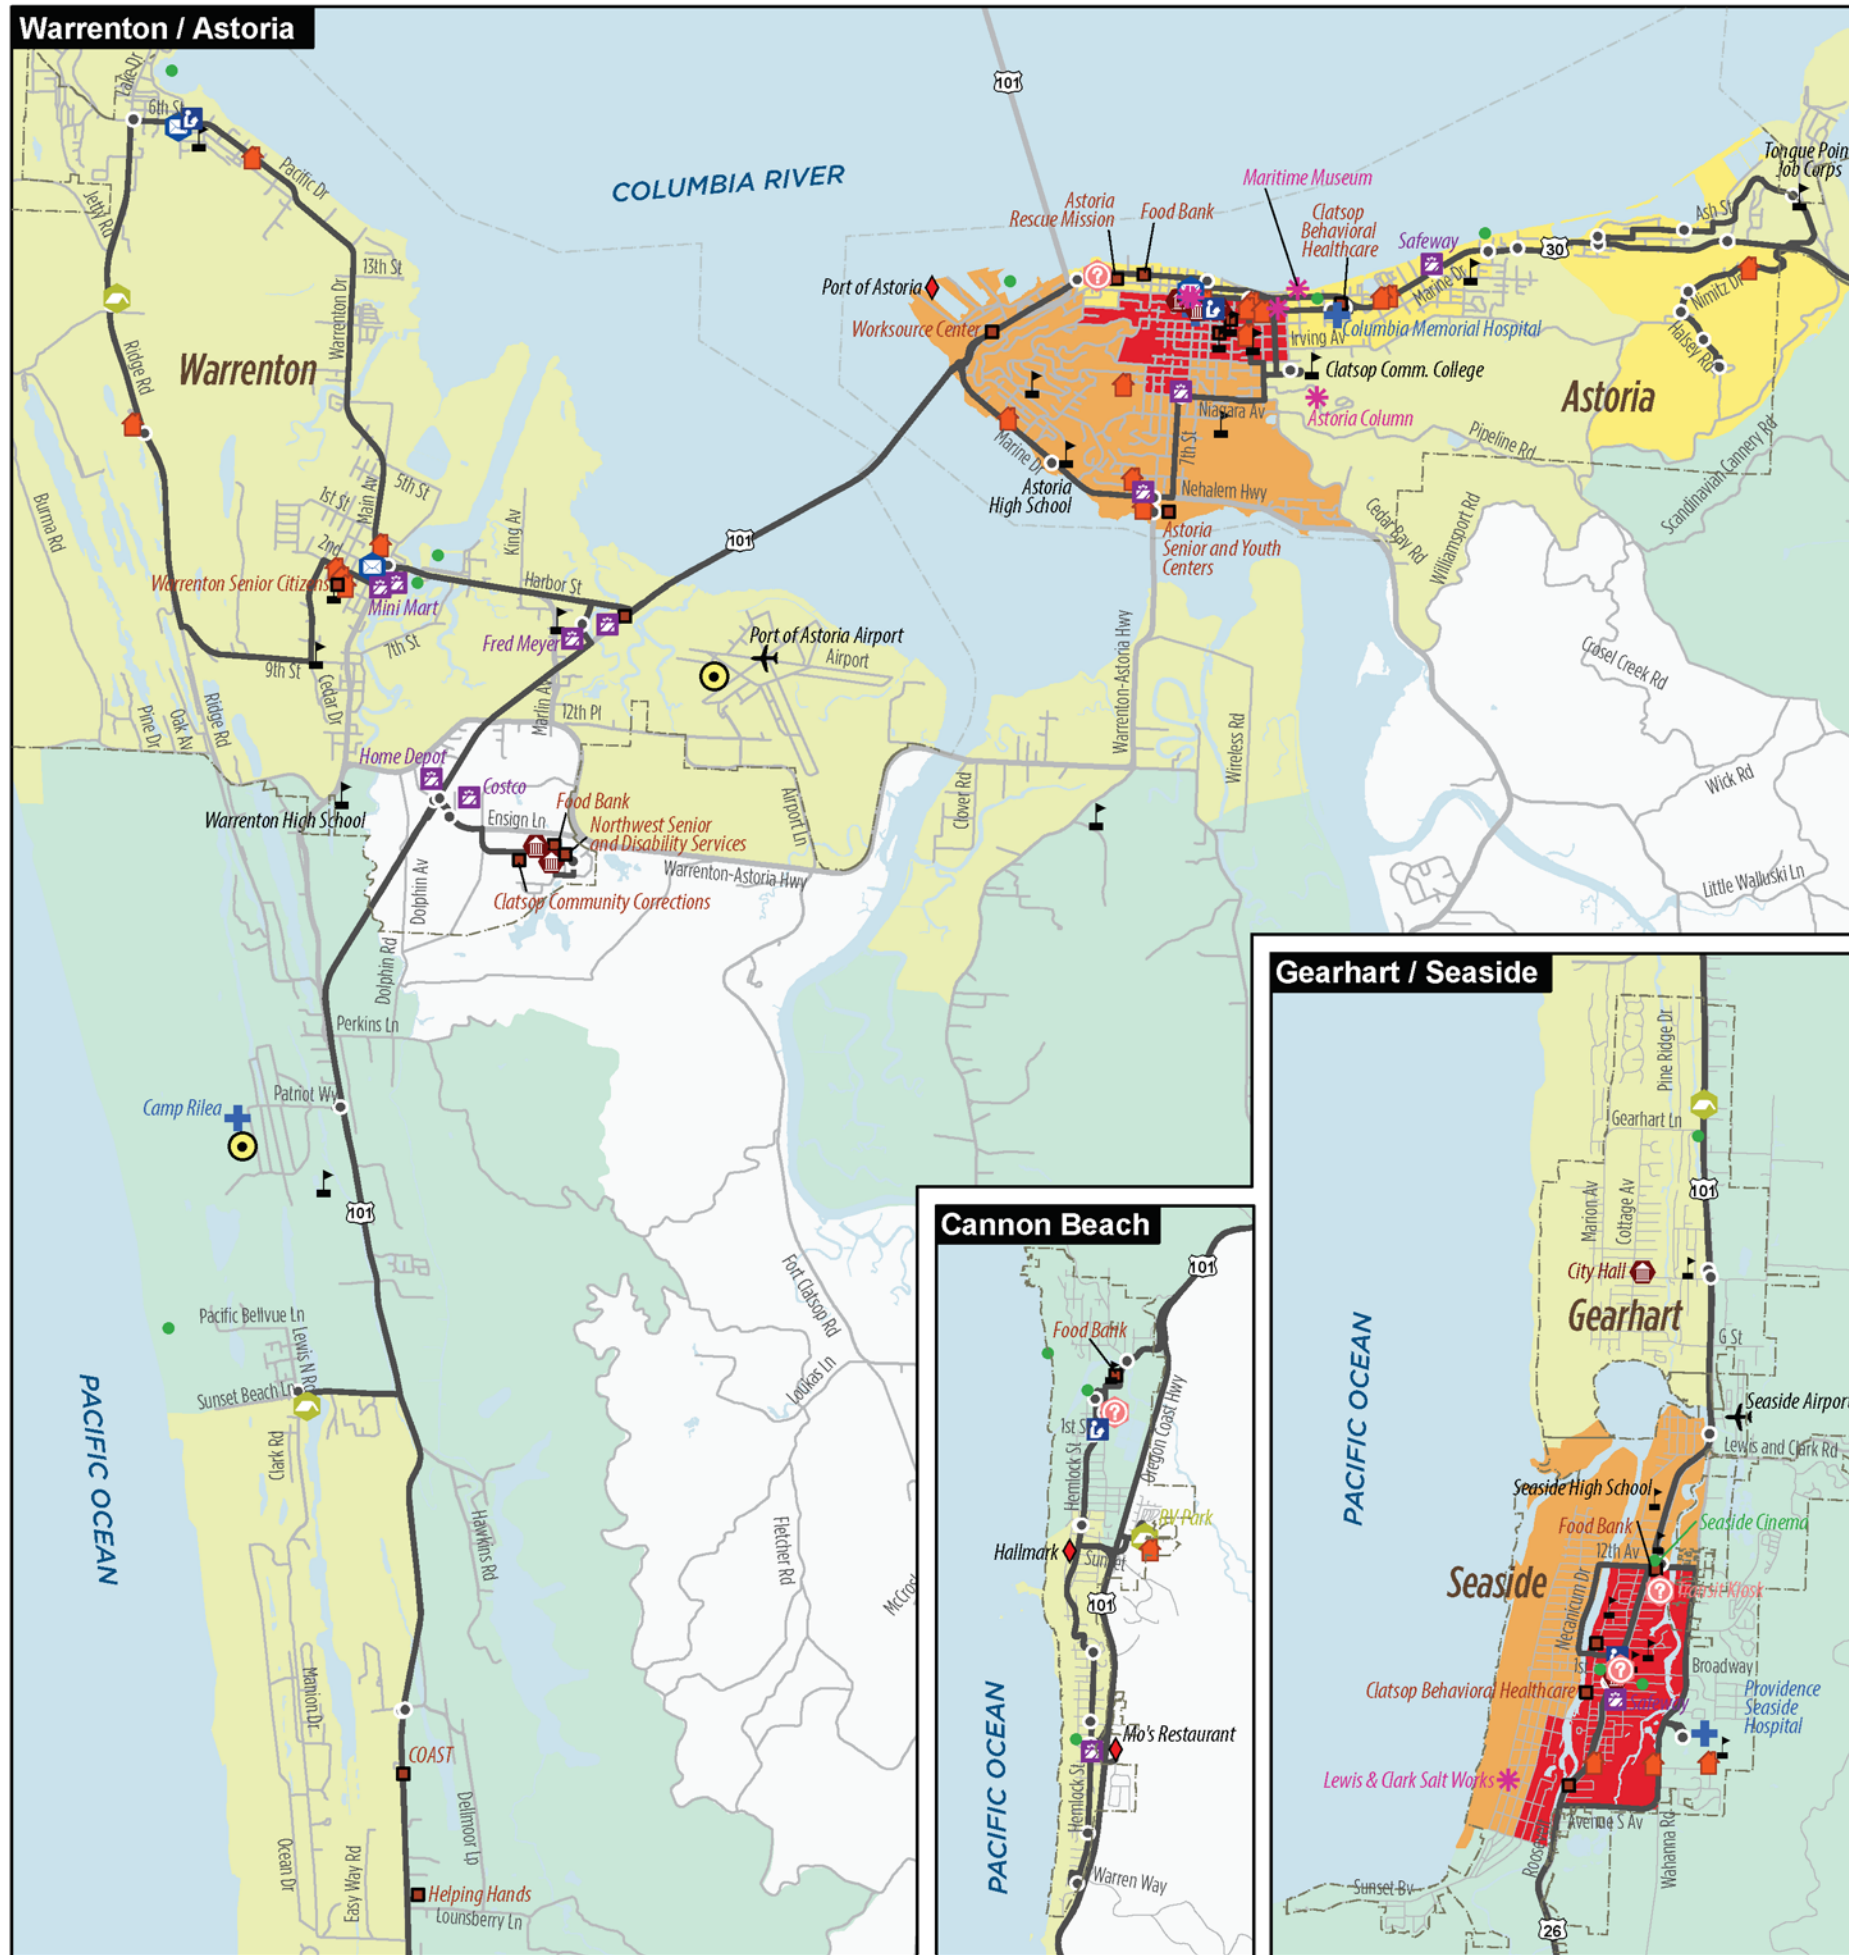 Warrenton / Astoria
Lake Dr
6th St
Pacific Dr
Jetty Rd
13th St
Warrenton Dr
Ridge Rd
Warrenton
COLUMBIA RIVER
101
Astoria
Rescue Mission
Food Bank
Maritime Museum
Clatsop
Behavioral
Healthcare
Safeway
30
Ash St
Tongue Poin
Job Corps
Marine Dr
Nimitz Dr
Halsey Rd
Port of Astoria
Worksource Center
Columbia Memorial Hospital
Irving Av
Clatsop Comm. College
Astoria
Niagara Av
Astoria Column
Pipeline Rd
Scandinavian Cannery Rd
7th St
Marine Dr
Astoria
High School
Nehalem Hwy
Astoria
Senior and Youth
Centers
Cedar Bay Rd
Williamsport Rd
Burma Rd
1st St
Main Av
5th St
2nd
King Av
101
Harbor St
Warrenton Senior Citizens
Mini Mart
7th St
9th St
Fred Meyer
Port of Astoria Airport
Airport
Cedar Dr
Ridge Rd
Oak Av
Pine Dr
Marlin Av
12th Pl
Warrenton-Astoria Hwy
Wireless Rd
Crosel Creek Rd
Wick Rd
Little Walluski Ln
Home Depot
Costco
Warrenton High School
Ensign Ln
Food Bank
Northwest Senior
and Disability Services
Airport Ln
Clover Rd
Warrenton-Astoria Hwy
Clatsop Community Corrections
Dolphin Av
Dolphin Rd
Perkins Ln
Patriot Wy
Camp Rilea
101
Pacific Bellvue Ln
Lewis N Rd
Sunset Beach Ln
Clark Rd
PACIFIC OCEAN
Fort Clatsop Rd
Loukas Ln
Hawkins Rd
Fletcher Rd
McCros
Manion Dr
COAST
Dellmoor Lp
Ocean Dr
Easy Way Rd
Helping Hands
Lounsberry Ln
Cannon Beach
101
Food Bank
1st S
Hemlock St
Oregon Coast Hwy
RV Park
Hallmark
Sunset
101
PACIFIC OCEAN
Mo's Restaurant
Hemlock St
Warren Way
Gearhart / Seaside
Pine Ridge Dr
Gearhart Ln
101
Marion Av
Cottage Av
City Hall
Gearhart
G St
PACIFIC OCEAN
Seaside Airport
Lewis and Clark Rd
Seaside High School
Food Bank
Seaside Cinema
12th Av
Seaside
Transit Kiosk
Necanicum Dr
1s
Broadway
Clatsop Behavioral Healthcare
Safeway
Providence
Seaside
Hospital
Lewis & Clark Salt Works
Avenue S Av
Wahanna Rd
Sunset Bv
26